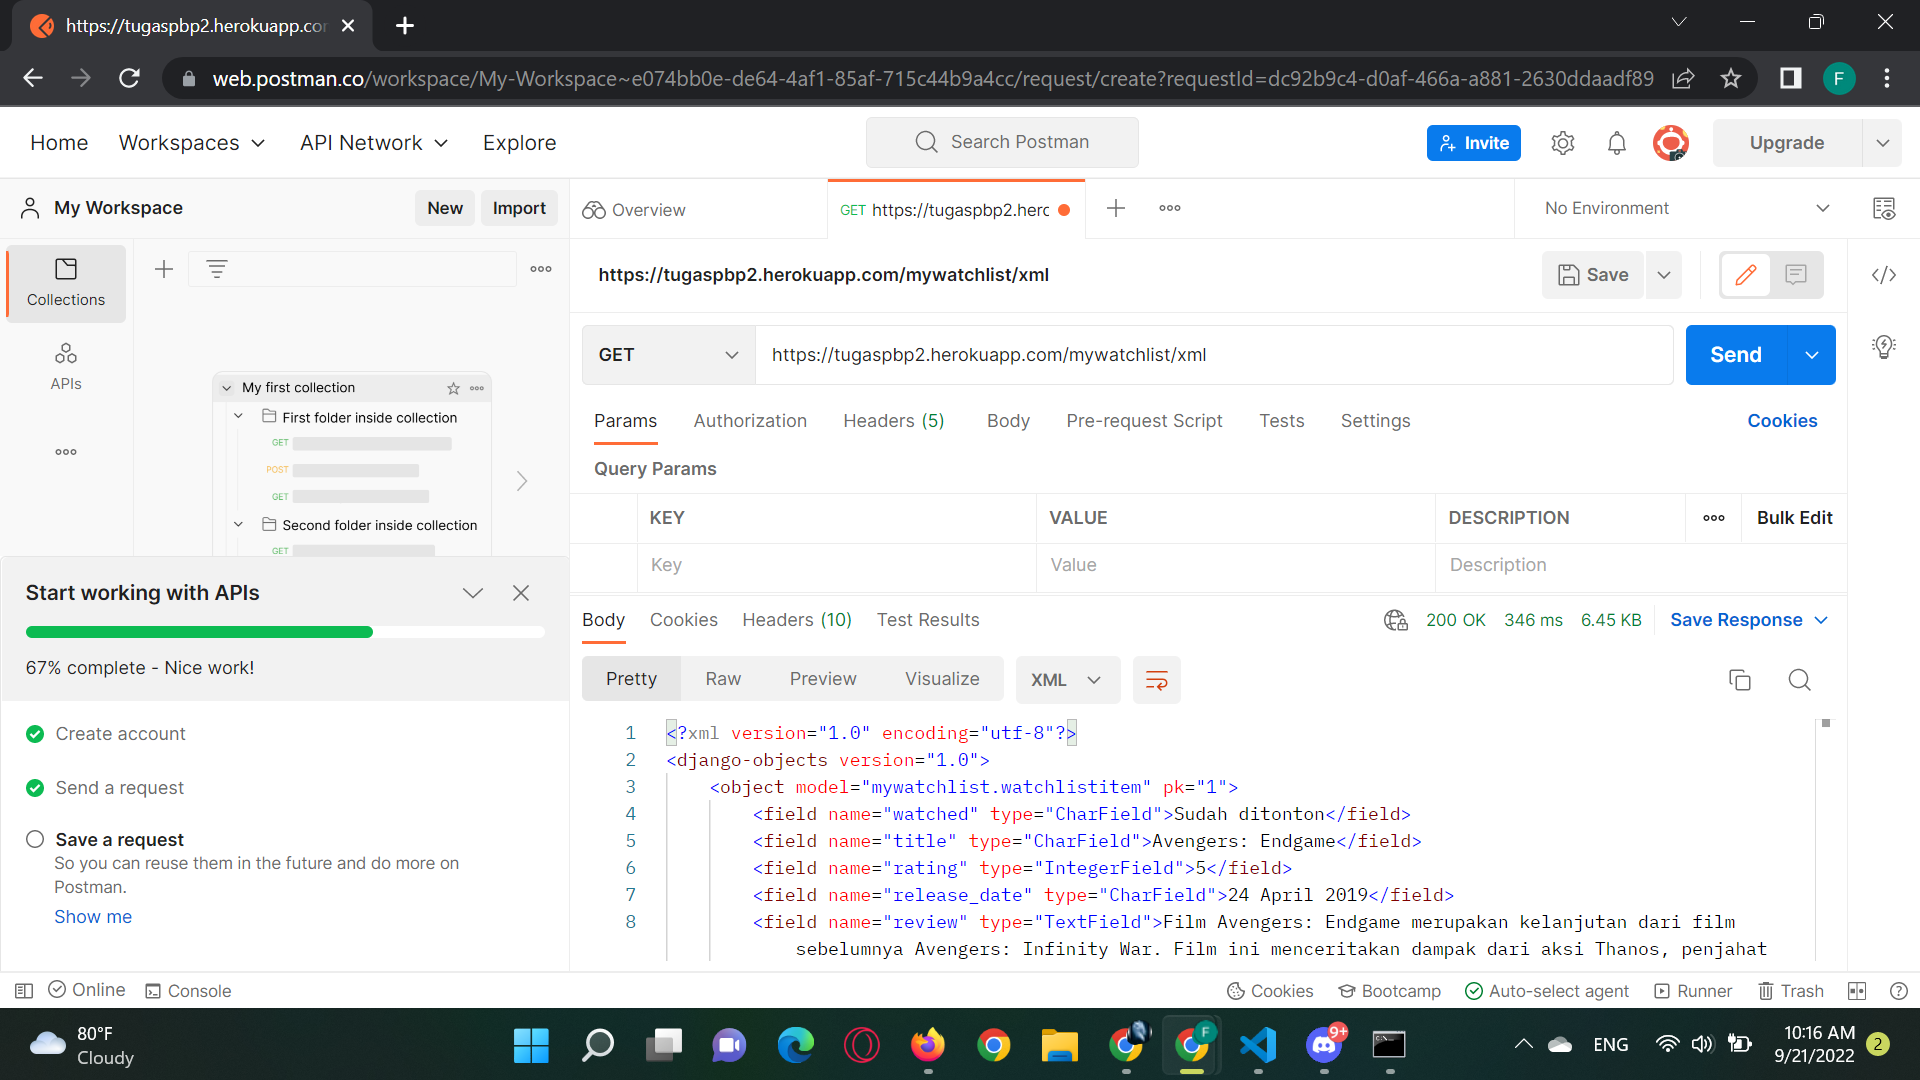 https://tugaspbp2.herokuapp.cor
web.postman.co/workspace/My-Workspace~e074bb0e-de64-4af1-85af-715c44b9a4cc/request/create?requestId=dc92b9c4-d0af-466a-a881-2630ddaadf89
F
Home Workspaces API Network Explore
Search Postman
Invite
Upgrade
My Workspace
New Import
Overview
GET https://tugaspbp2.herc
No Environment
Collections
APIs
https://tugaspbp2.herokuapp.com/mywatchlist/xml
Save
GET https://tugaspbp2.herokuapp.com/mywatchlist/xml
Send
My first collection
First folder inside collection
GET
POST
GET
Second folder inside collection
GET
Params Authorization Headers (5) Body Pre-request Script Tests Settings Cookies
Query Params
KEY VALUE DESCRIPTION Bulk Edit
Key Value Description
Start working with APIs
67% complete - Nice work!
Create account
Send a request
Save a request
So you can reuse them in the future and do more on
Postman.
Show me
Body Cookies Headers (10) Test Results 200 OK 346 ms 6.45 KB Save Response
Pretty Raw Preview Visualize XML
1 <?xml version="1.0" encoding="utf-8"?>
2 <django-objects version="1.0">
3 <object model="mywatchlist.watchlistitem" pk="1">
4 <field name="watched" type="CharField">Sudah ditonton</field>
5 <field name="title" type="CharField">Avengers: Endgame</field>
6 <field name="rating" type="IntegerField">5</field>
7 <field name="release_date" type="CharField">24 April 2019</field>
8 <field name="review" type="TextField">Film Avengers: Endgame merupakan kelanjutan dari film
sebelumnya Avengers: Infinity War. Film ini menceritakan dampak dari aksi Thanos, penjahat
Online Console
Cookies Bootcamp Auto-select agent Runner Trash
80°F
Cloudy
F
9+
ENG
10:16 AM
9/21/2022
2